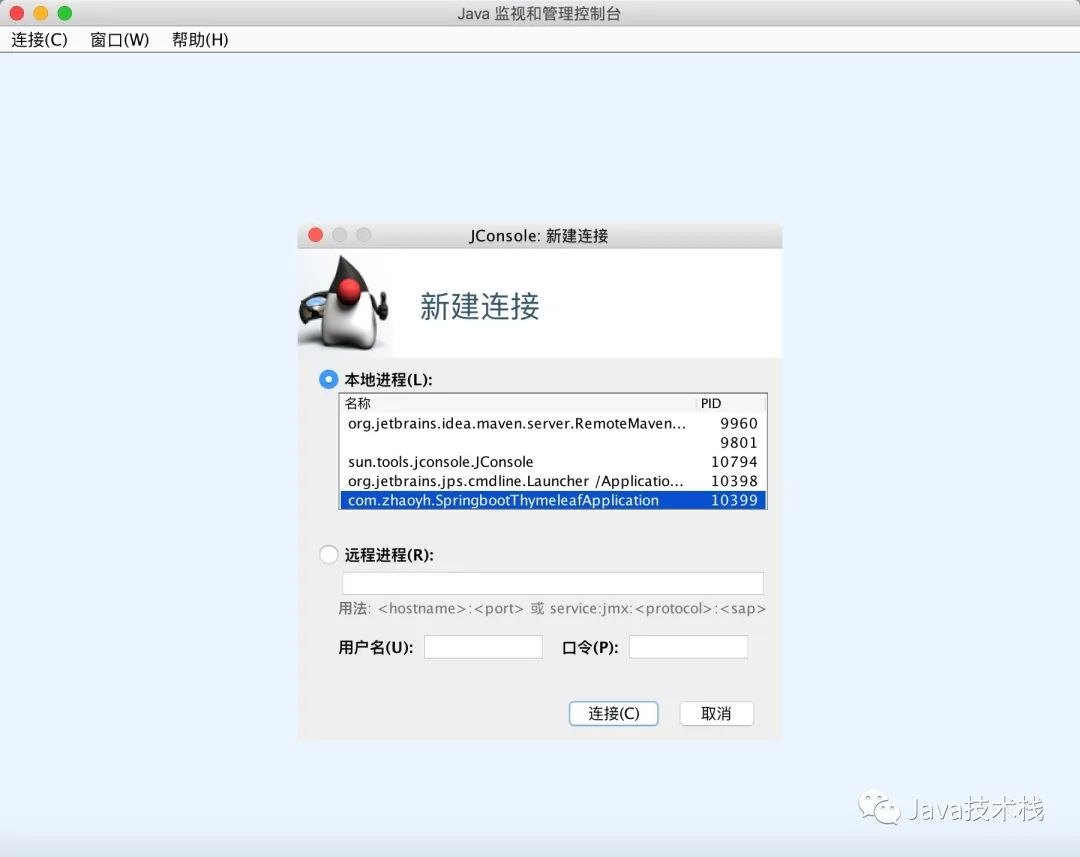 Java 监视和管理控制台
连接(C) 窗口(W) 帮助(H)
JConsole: 新建连接
新建连接
本地进程(L):
名称 PID
org.jetbrains.idea.maven.server.RemoteMaven... 9960
9801
sun.tools.jconsole.JConsole 10794
org.jetbrains.jps.cmdline.Launcher /Applicatio... 10398
com.zhaoyh.SpringbootThymeleafApplication 10399
远程进程(R):
用法: <hostname>:<port> 或 service:jmx:<protocol>:<sap>
用户名(U): 口令(P):
连接(C) 取消
Java技术栈